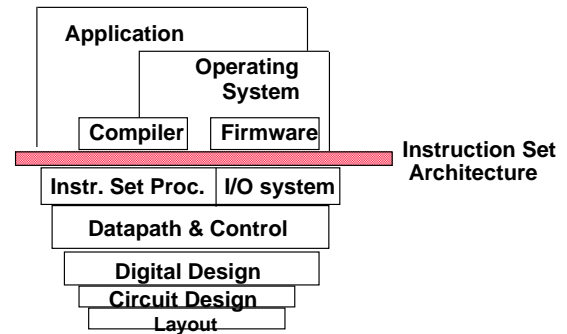 Application
Operating
System
Compiler
Firmware
Instruction Set
Architecture
Instr. Set Proc.
I/O system
Datapath & Control
Digital Design
Circuit Design
Layout